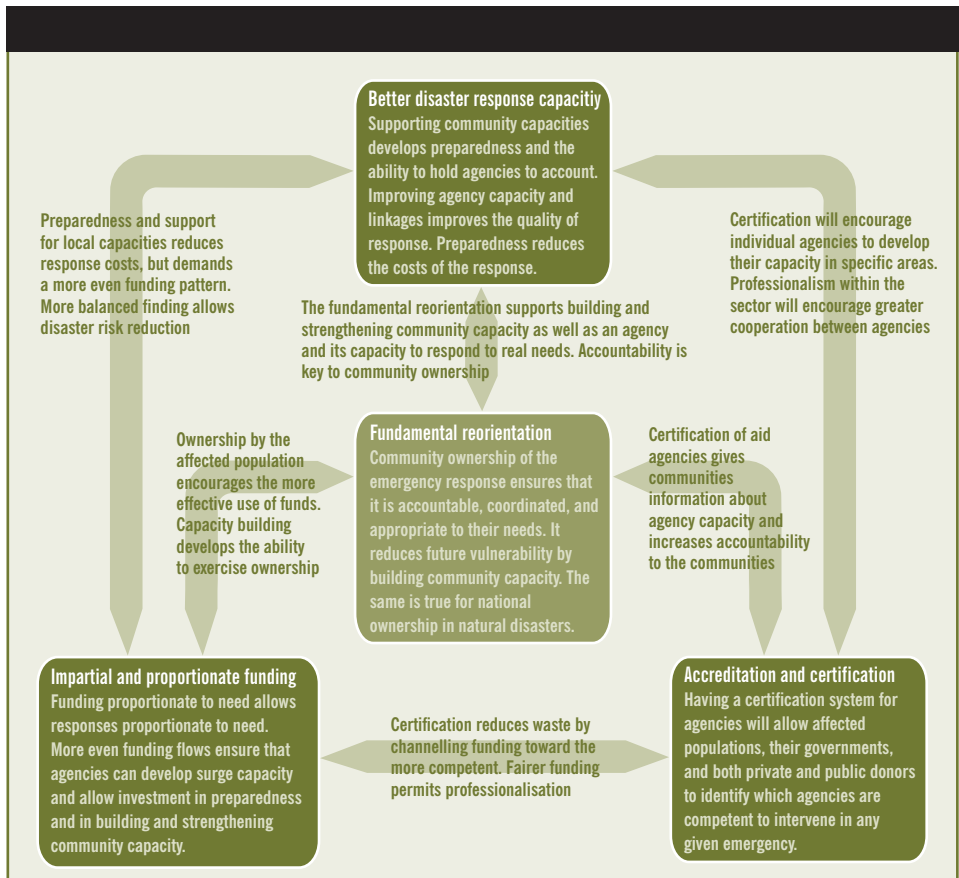 Better disaster response capacitiy
Supporting community capacities
develops preparedness and the
ability to hold agencies to account.
Improving agency capacity and
linkages improves the quality of
response. Preparedness reduces
the costs of the response.
Preparedness and support
for local capacities reduces
response costs, but demands
a more even funding pattern.
More balanced finding allows
disaster risk reduction
Certification will encourage
individual agencies to develop
their capacity in specific areas.
Professionalism within the
sector will encourage greater
cooperation between agencies
The fundamental reorientation supports building and
strengthening community capacity as well as an agency
and its capacity to respond to real needs. Accountability is
key to community ownership
Ownership by the
affected population
encourages the more
effective use of funds.
Capacity building
develops the ability
to exercise ownership
Fundamental reorientation
Community ownership of the
emergency response ensures that
it is accountable, coordinated, and
appropriate to their needs. It
reduces future vulnerability by
building community capacity. The
same is true for national
ownership in natural disasters.
Certification of aid
agencies gives
communities
information about
agency capacity and
increases accountability
to the communities
Impartial and proportionate funding
Funding proportionate to need allows
responses proportionate to need.
More even funding flows ensure that
agencies can develop surge capacity
and allow investment in preparedness
and in building and strengthening
community capacity.
Certification reduces waste by
channelling funding toward the
more competent. Fairer funding
permits professionalisation
Accreditation and certification
Having a certification system for
agencies will allow affected
populations, their governments,
and both private and public donors
to identify which agencies are
competent to intervene in any
given emergency.